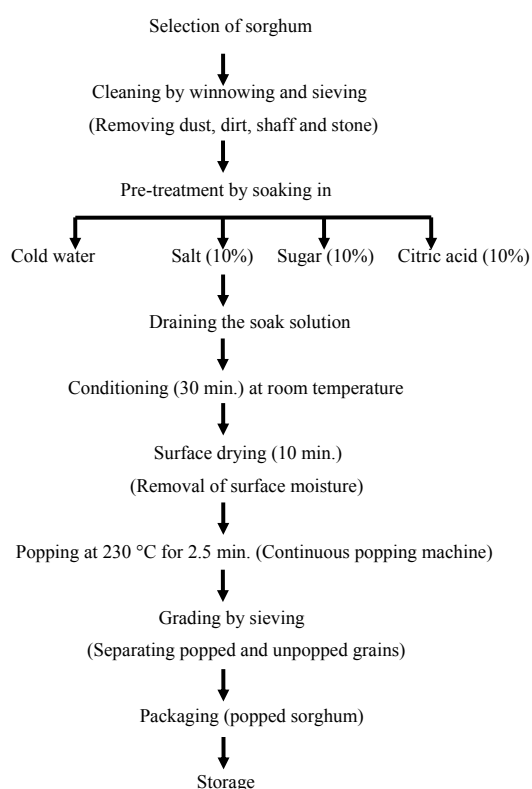 Selection of sorghum
Cleaning by winnowing and sieving
(Removing dust, dirt, shaff and stone)
Pre-treatment by soaking in
Cold water Salt (10%) Sugar (10%) Citric acid (10%)
Draining the soak solution
Conditioning (30 min.) at room temperature
Surface drying (10 min.)
(Removal of surface moisture)
Popping at 230 °C for 2.5 min. (Continuous popping machine)
Grading by sieving
(Separating popped and unpopped grains)
Packaging (popped sorghum)
Storage